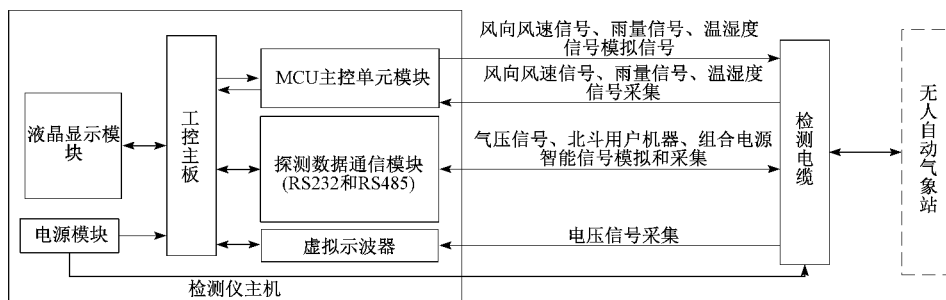 风向风速信号、雨量信号、温湿度
信号模拟信号
MCU主控单元模块
风向风速信号、雨量信号、温湿度
信号采集
液晶显示模
块
工控主板
探测数据通信模块
(RS232和RS485)
气压信号、北斗用户机器、组合电源
智能信号模拟和采集
检测电缆
无人自动气象站
电源模块
虚拟示波器
电压信号采集
检测仪主机